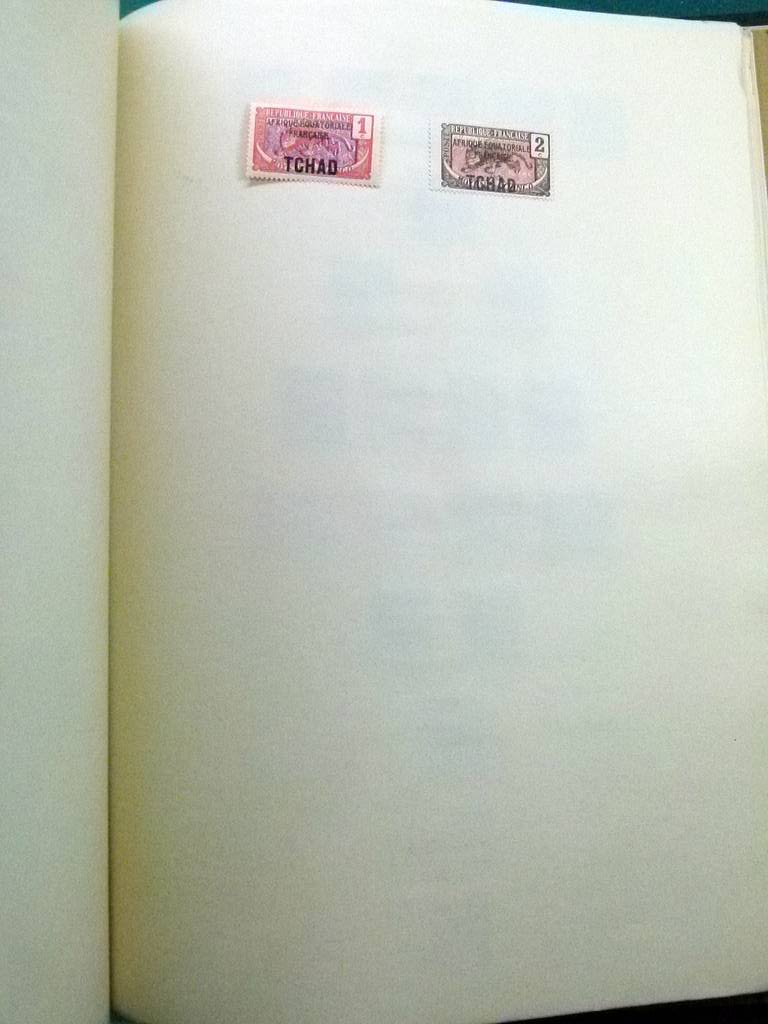 REPUBLIQUE FRANÇAISE
AFRIQUE EQUATORIALE
FRANÇAISE
1
TCHAD
REPUBLIQUE FRANÇAISE
AFRIQUE EQUATORIALE
2
TCHAD